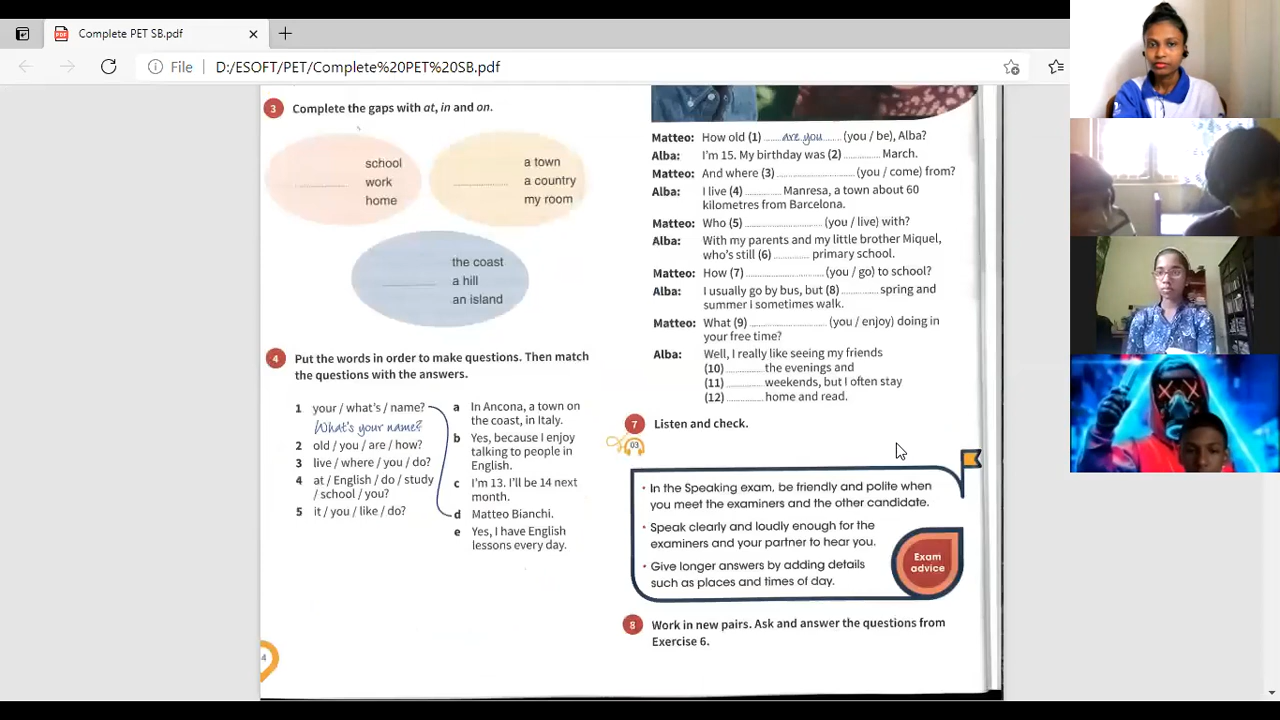 Complete PET SB.pdf
File D:/ESOFT/PET/Complete%20PET%20SB.pdf
3 Complete the gaps with at, in and on.
............... school
work
home
............... a town
a country
my room
............... the coast
a hill
an island
4 Put the words in order to make questions. Then match
the questions with the answers.
1 your / what's / name?
What's your name?
2 old / you / are / how?
3 live / where / you / do?
4 at / English / do / study
/ school / you?
5 it / you / like / do?
a In Ancona, a town on
the coast, in Italy.
b Yes, because I enjoy
talking to people in
English.
c I'm 13. I'll be 14 next
month.
d Matteo Bianchi.
e Yes, I have English
lessons every day.
4
Matteo: How old (1) ......are you...... (you / be), Alba?
Alba: I'm 15. My birthday was (2) ............ March.
Matteo: And where (3) ......................... (you / come) from?
Alba: I live (4) ............ Manresa, a town about 60
kilometres from Barcelona.
Matteo: Who (5) ......................... (you / live) with?
Alba: With my parents and my little brother Miquel,
who's still (6) ............ primary school.
Matteo: How (7) ......................... (you / go) to school?
Alba: I usually go by bus, but (8) ............ spring and
summer I sometimes walk.
Matteo: What (9) ......................... (you / enjoy) doing in
your free time?
Alba: Well, I really like seeing my friends
(10) ............ the evenings and
(11) ............ weekends, but I often stay
(12) ............ home and read.
7 Listen and check.
03
• In the Speaking exam, be friendly and polite when
you meet the examiners and the other candidate.
• Speak clearly and loudly enough for the
examiners and your partner to hear you.
• Give longer answers by adding details
such as places and times of day.
Exam
advice
8 Work in new pairs. Ask and answer the questions from
Exercise 6.